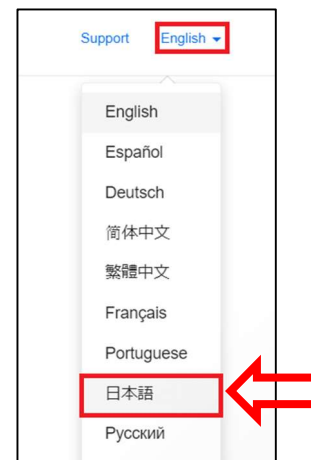 Support English
English
Español
Deutsch
简体中文
繁體中文
Français
Portuguese
日本語
Русский